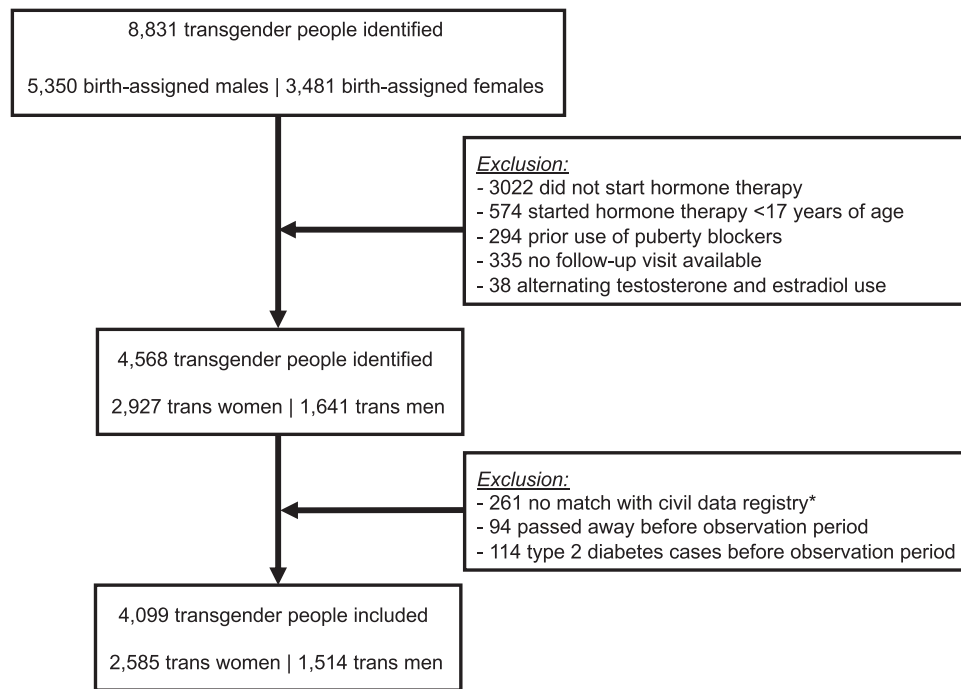 8,831 transgender people identified
5,350 birth-assigned males | 3,481 birth-assigned females
Exclusion:
- 3022 did not start hormone therapy
- 574 started hormone therapy <17 years of age
- 294 prior use of puberty blockers
- 335 no follow-up visit available
- 38 alternating testosterone and estradiol use
4,568 transgender people identified
2,927 trans women | 1,641 trans men
Exclusion:
- 261 no match with civil data registry*
- 94 passed away before observation period
- 114 type 2 diabetes cases before observation period
4,099 transgender people included
2,585 trans women | 1,514 trans men